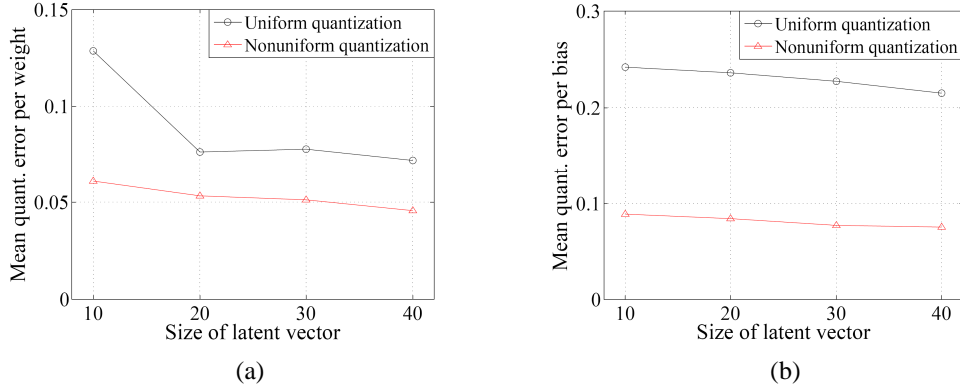 0.15
0.1
0.05
0
Mean quant. error per weight
Uniform quantization
Nonuniform quantization
10 20 30 40
Size of latent vector
(a)
0.3
0.2
0.1
0
Mean quant. error per bias
Uniform quantization
Nonuniform quantization
10 20 30 40
Size of latent vector
(b)